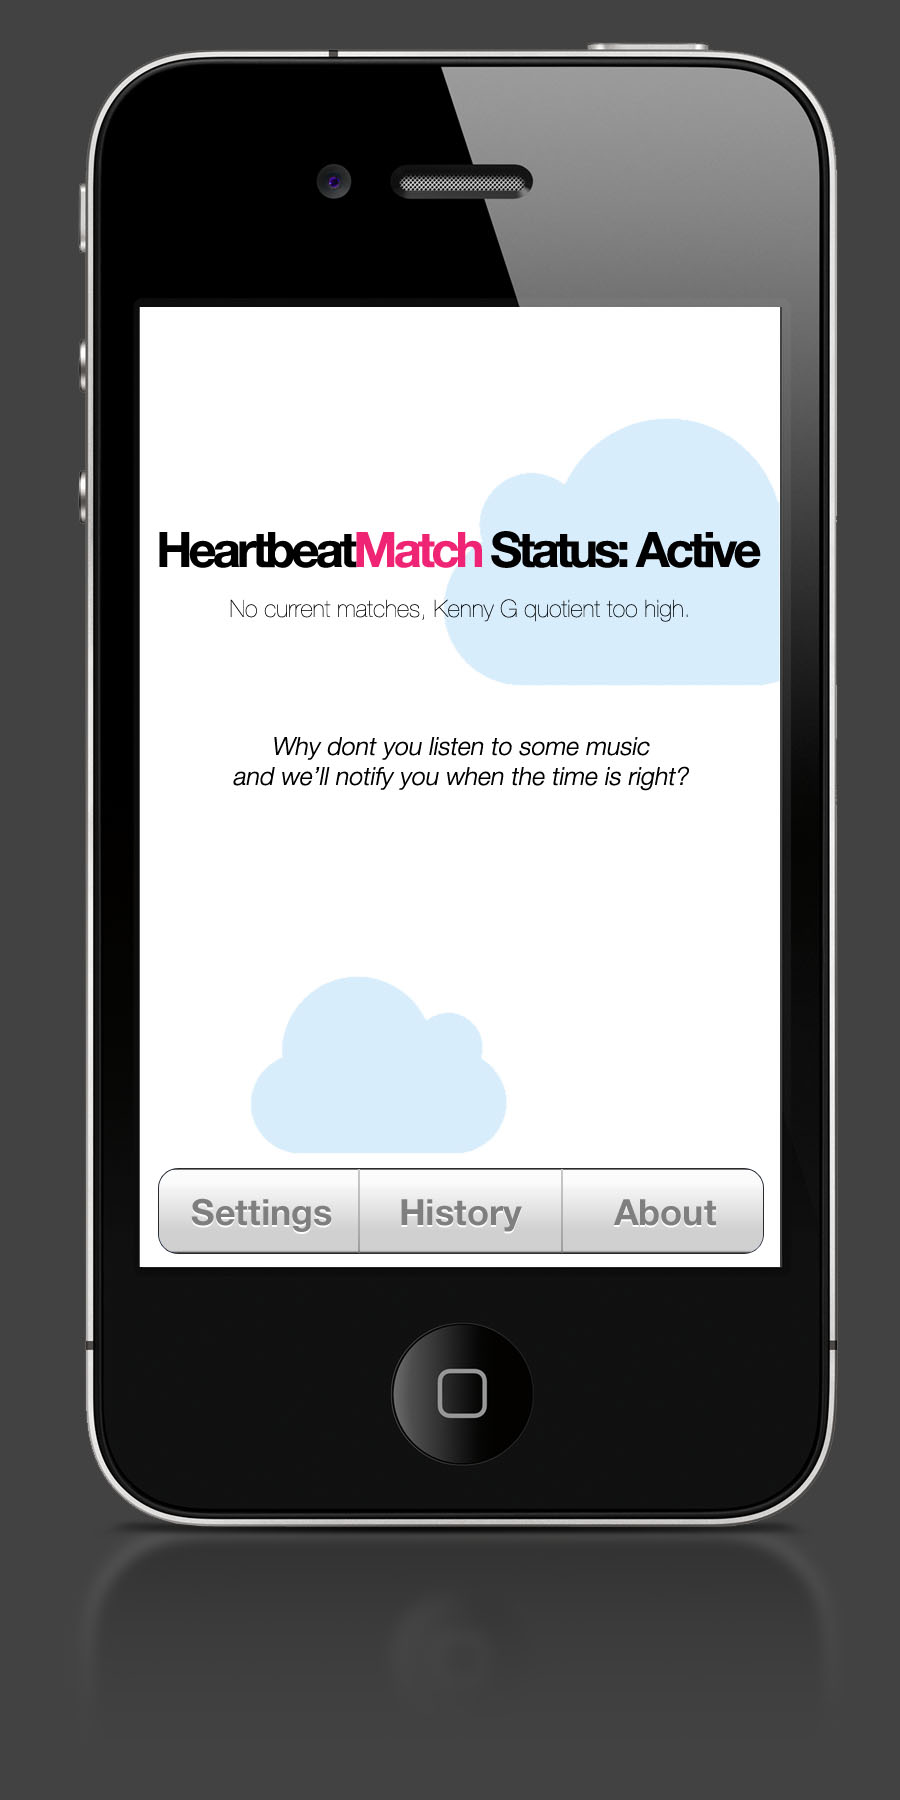 HeartbeatMatch Status: Active
No current matches, Kenny G quotient too high.
Why dont you listen to some music
and we'll notify you when the time is right?
Settings History About